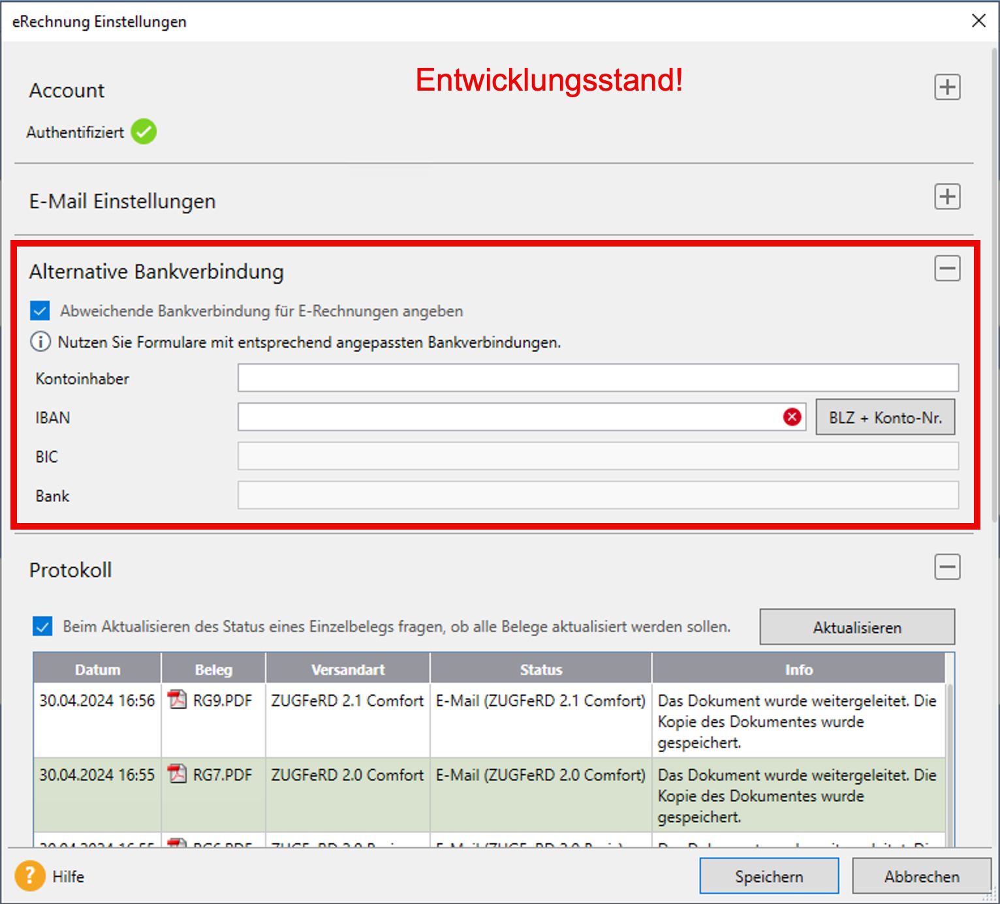 eRechnung Einstellungen
Entwicklungsstand!
Account
Authentifiziert
E-Mail Einstellungen
Alternative Bankverbindung
Abweichende Bankverbindung für E-Rechnungen angeben
Nutzen Sie Formulare mit entsprechend angepassten Bankverbindungen.
Kontoinhaber
IBAN
BLZ + Konto-Nr.
BIC
Bank
Protokoll
Beim Aktualisieren des Status eines Einzelbelegs fragen, ob alle Belege aktualisiert werden sollen.
Aktualisieren
Datum Beleg Versandart Status Info
30.04.2024 16:56 RG9.PDF ZUGFeRD 2.1 Comfort E-Mail (ZUGFeRD 2.1 Comfort) Das Dokument wurde weitergeleitet. Die
Kopie des Dokumentes wurde
gespeichert.
30.04.2024 16:55 RG7.PDF ZUGFeRD 2.0 Comfort E-Mail (ZUGFeRD 2.0 Comfort) Das Dokument wurde weitergeleitet. Die
Kopie des Dokumentes wurde
gespeichert.
? Hilfe
Speichern
Abbrechen